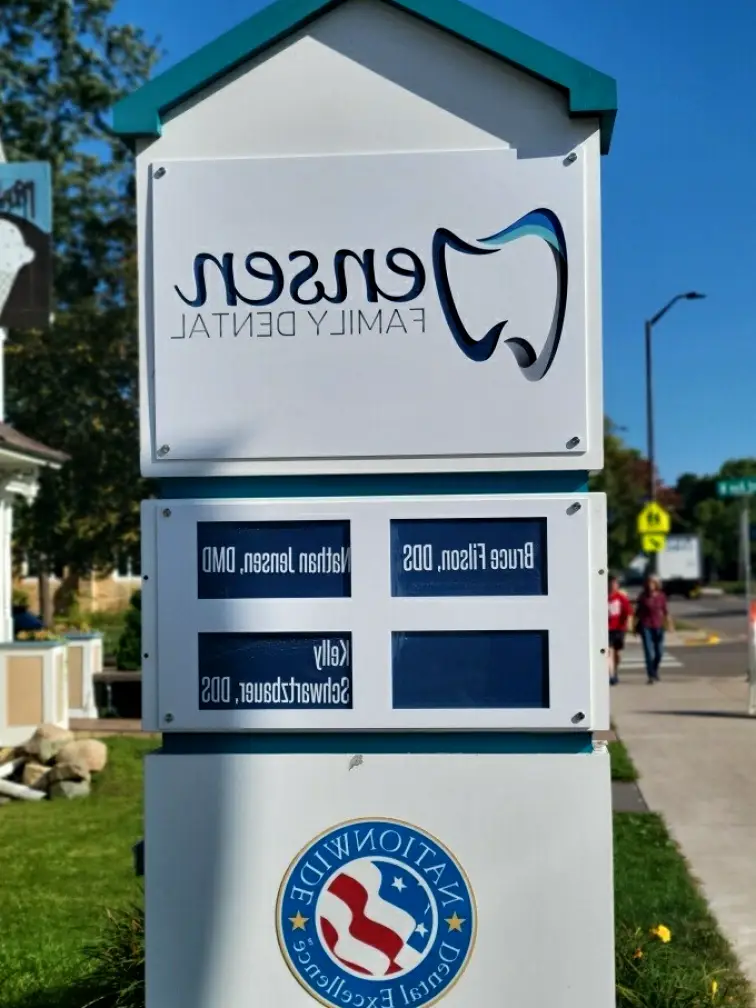 Jensen
FAMILY DENTAL
Bruce Filson, DDS
Nathan Jensen, DMD
Kelly
Schwartzbauer, DDS
NATIONWIDE
Dental Excellence